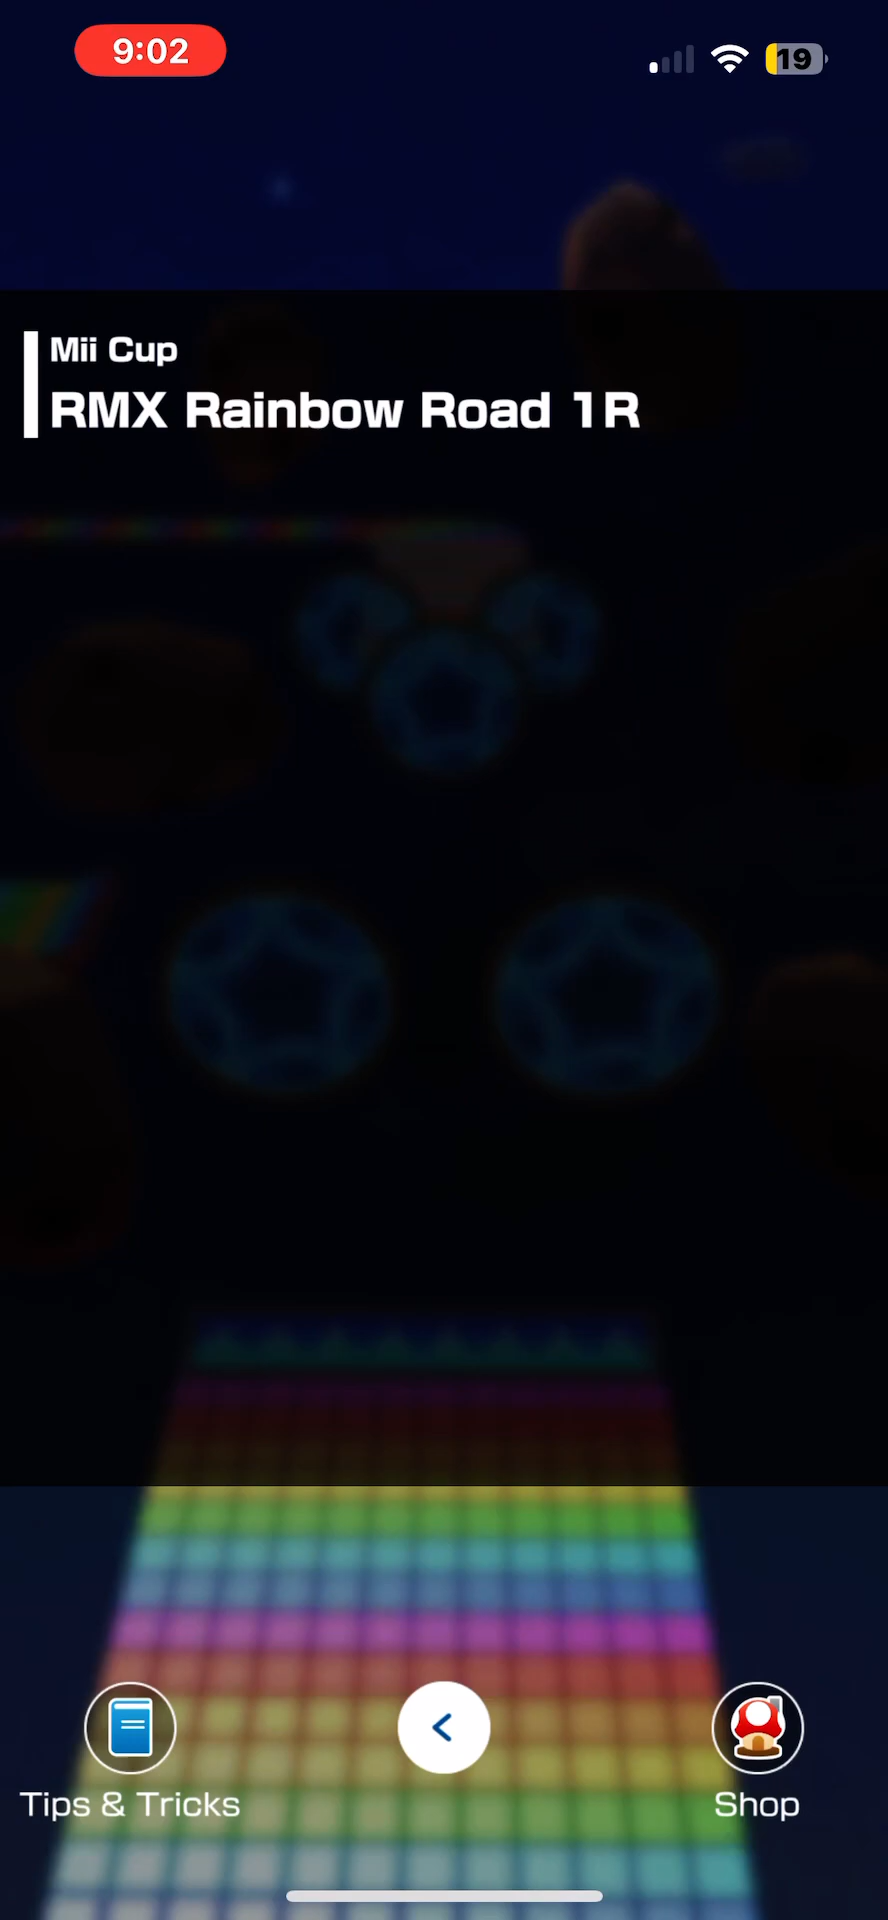 9:02
19
Mii Cup
RMX Rainbow Road 1R
Tips & Tricks
Shop